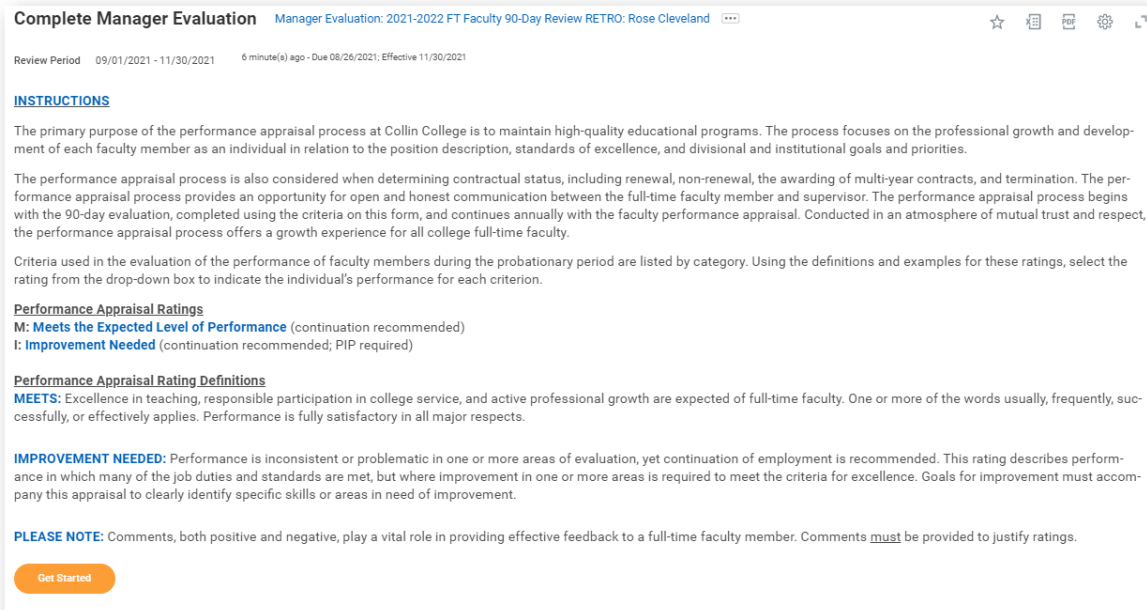 Complete Manager Evaluation Manager Evaluation: 2021-2022 FT Faculty 90-Day Review RETRO: Rose Cleveland
Review Period 09/01/2021 - 11/30/2021 6 minute(s) ago - Due 08/26/2021; Effective 11/30/2021
INSTRUCTIONS
The primary purpose of the performance appraisal process at Collin College is to maintain high-quality educational programs. The process focuses on the professional growth and develop-
ment of each faculty member as an individual in relation to the position description, standards of excellence, and divisional and institutional goals and priorities.
The performance appraisal process is also considered when determining contractual status, including renewal, non-renewal, the awarding of multi-year contracts, and termination. The per-
formance appraisal process provides an opportunity for open and honest communication between the full-time faculty member and supervisor. The performance appraisal process begins
with the 90-day evaluation, completed using the criteria on this form, and continues annually with the faculty performance appraisal. Conducted in an atmosphere of mutual trust and respect,
the performance appraisal process offers a growth experience for all college full-time faculty.
Criteria used in the evaluation of the performance of faculty members during the probationary period are listed by category. Using the definitions and examples for these ratings, select the
rating from the drop-down box to indicate the individual's performance for each criterion.
Performance Appraisal Ratings
M: Meets the Expected Level of Performance (continuation recommended)
I: Improvement Needed (continuation recommended; PIP required)
Performance Appraisal Rating Definitions
MEETS: Excellence in teaching, responsible participation in college service, and active professional growth are expected of full-time faculty. One or more of the words usually, frequently, suc-
cessfully, or effectively applies. Performance is fully satisfactory in all major respects.
IMPROVEMENT NEEDED: Performance is inconsistent or problematic in one or more areas of evaluation, yet continuation of employment is recommended. This rating describes perform-
ance in which many of the job duties and standards are met, but where improvement in one or more areas is required to meet the criteria for excellence. Goals for improvement must accom-
pany this appraisal to clearly identify specific skills or areas in need of improvement.
PLEASE NOTE: Comments, both positive and negative, play a vital role in providing effective feedback to a full-time faculty member. Comments must be provided to justify ratings.
Get Started